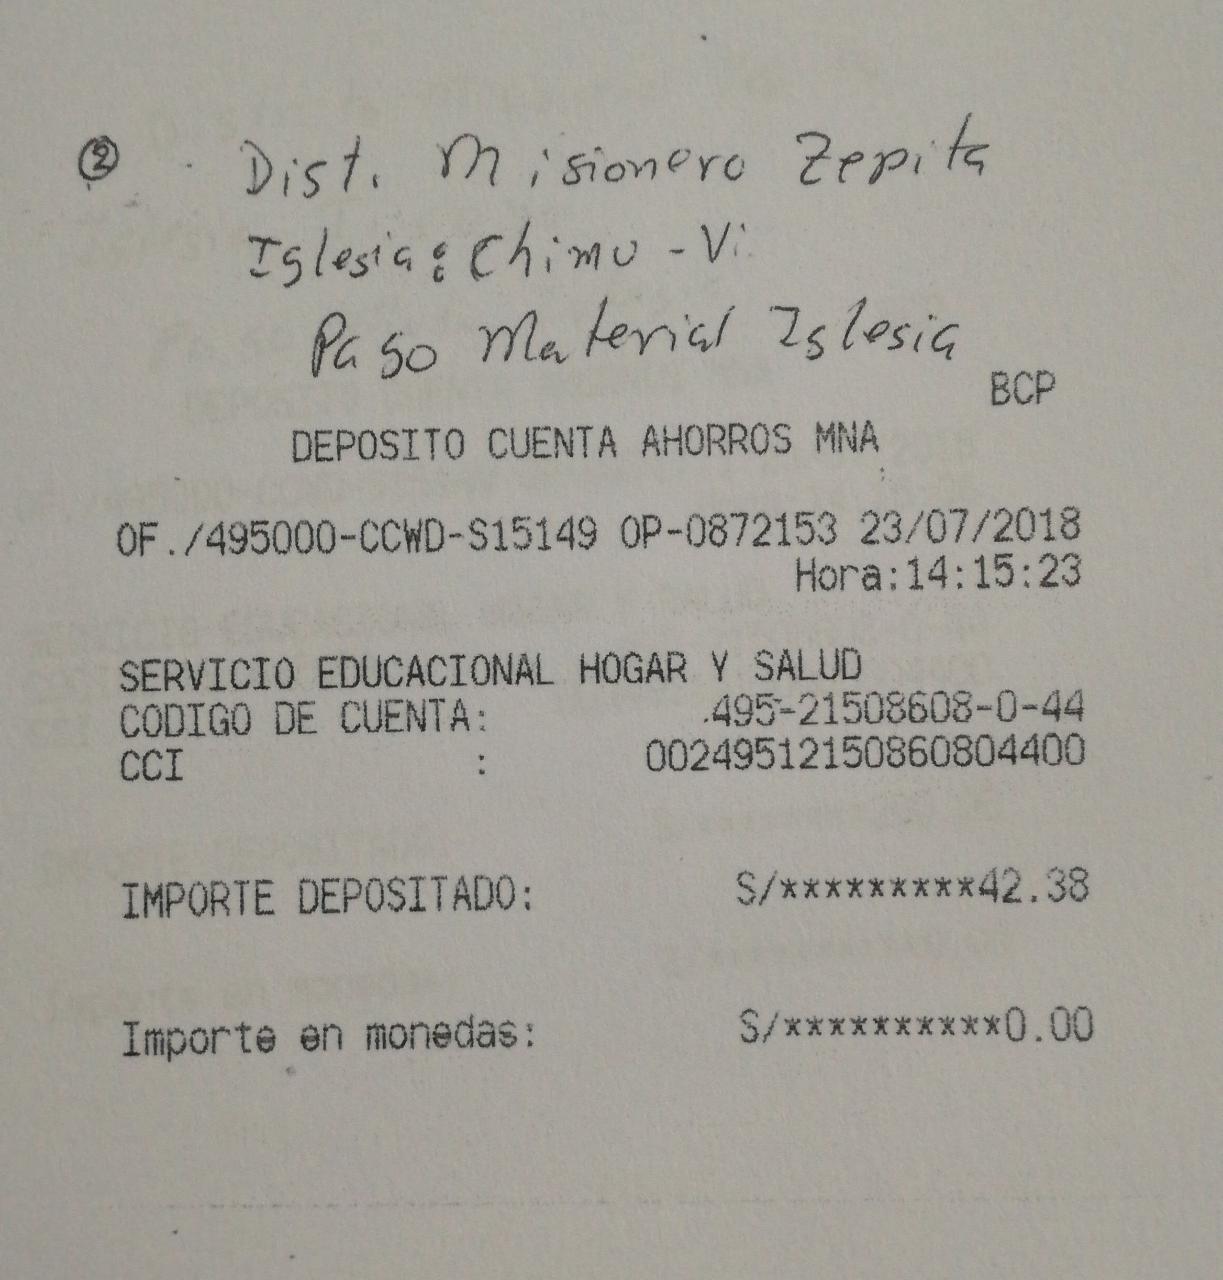 ② Dist. Misionero Zepita
Iglesia: Chimu - Vi
Pago Material Iglesia
BCP
DEPOSITO CUENTA AHORROS MNA
OF./495000-CCWD-S15149 OP-0872153 23/07/2018
Hora:14:15:23
SERVICIO EDUCACIONAL HOGAR Y SALUD
CODIGO DE CUENTA: 495-21508608-0-44
CCI : 00249512150860804400
IMPORTE DEPOSITADO: S/*********42.38
Importe en monedas: S/**********0.00